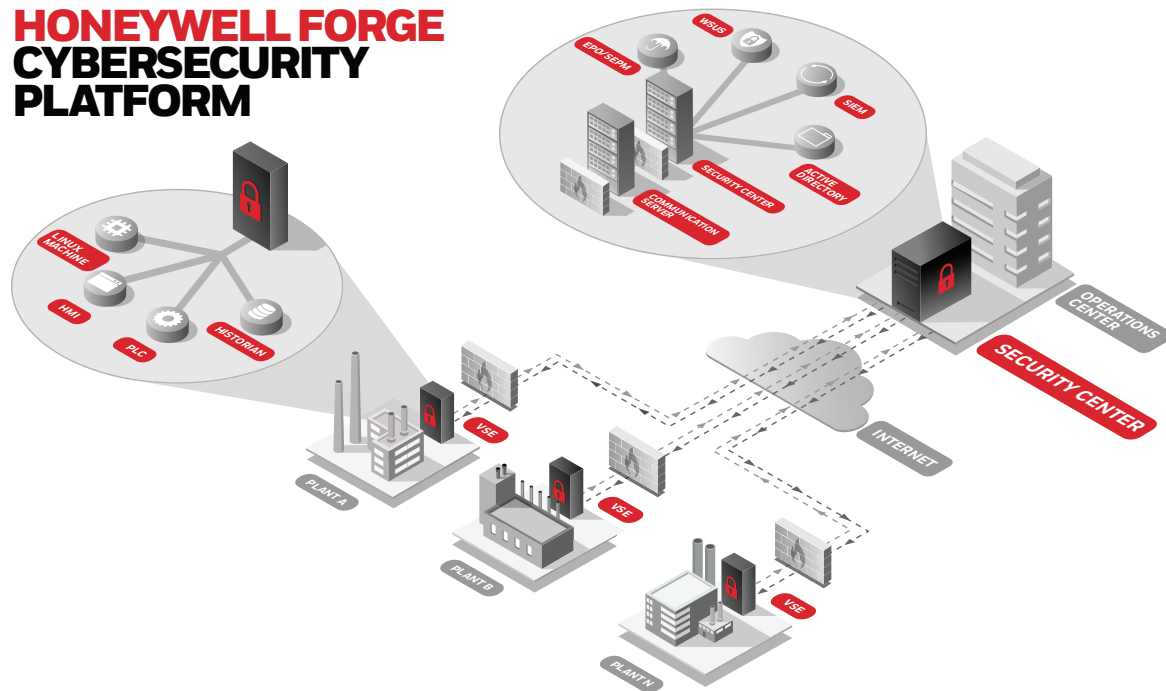 HONEYWELL FORGE
CYBERSECURITY
PLATFORM
WSUS
EPO/SEPM
SIEM
ACTIVE
DIRECTORY
SECURITY CENTER
COMMUNICATION
SERVER
LINUX
MACHINE
HMI
PLC
HISTORIAN
OPERATIONS
CENTER
SECURITY CENTER
INTERNET
VSE
PLANT A
VSE
PLANT B
VSE
PLANT N